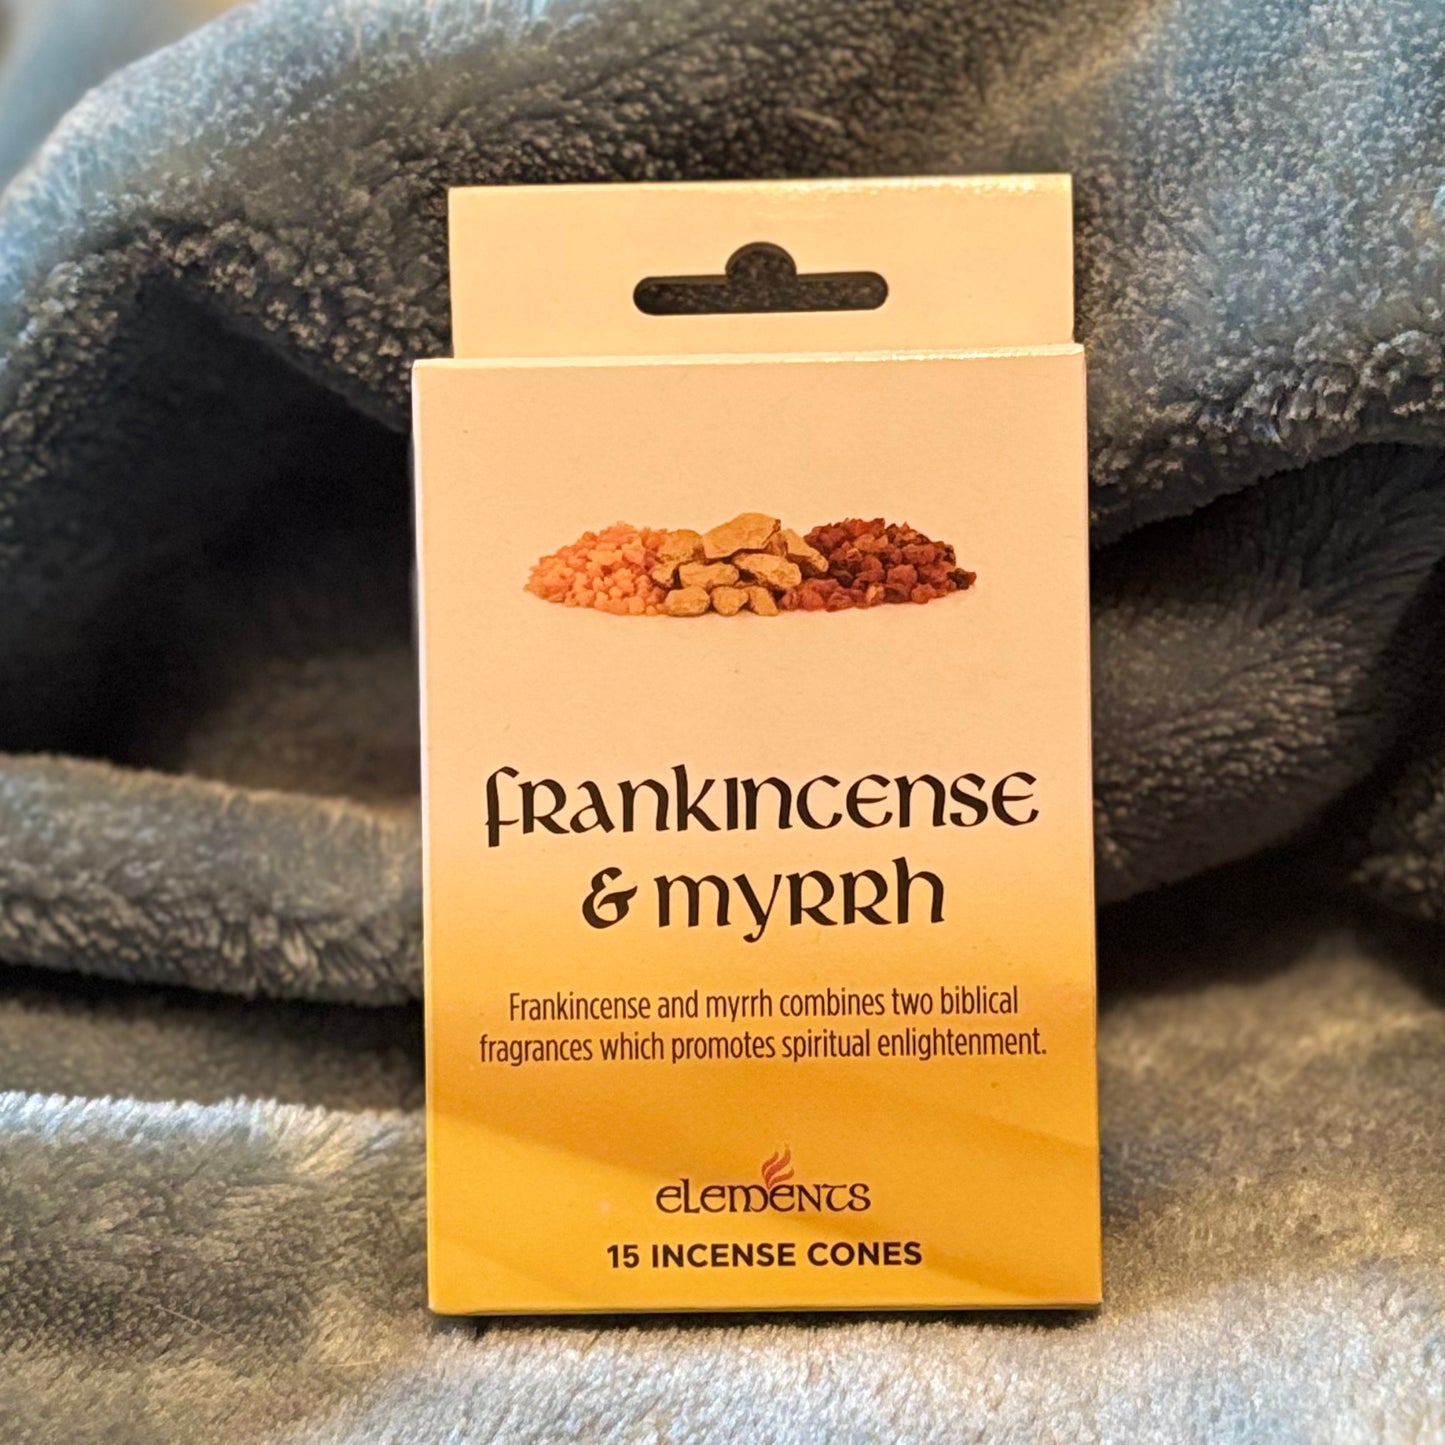 Frankincense
& Myrrh
Frankincense and myrrh combines two biblical
fragrances which promotes spiritual enlightenment.
elements
15 INCENSE CONES